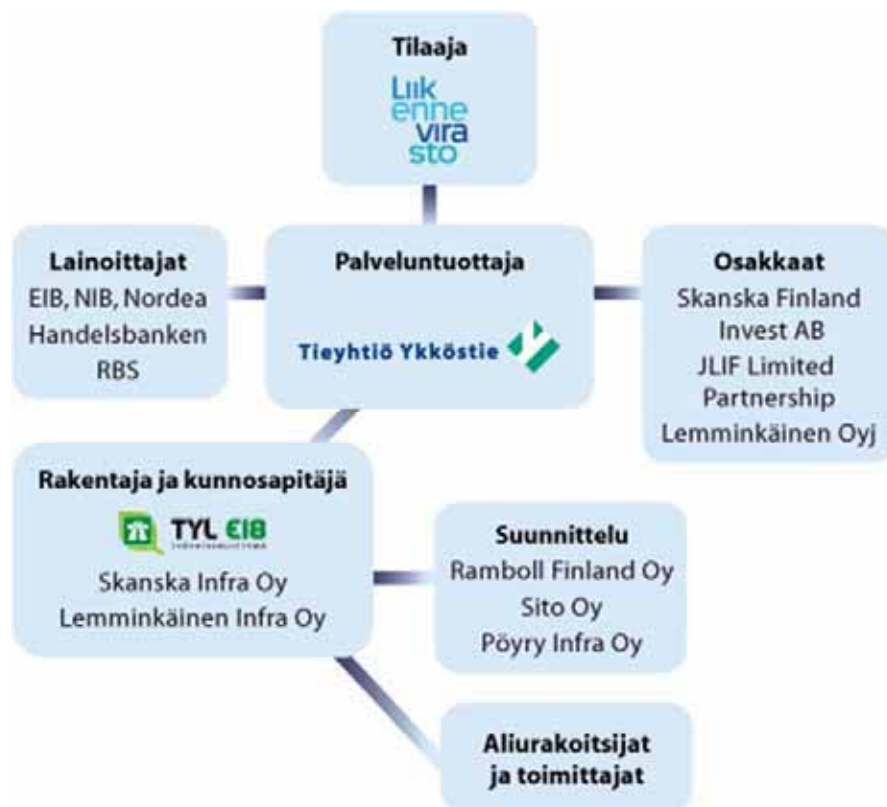 Tilaaja
Liik
enne
vira
sto
Lainoittajat
EIB, NIB, Nordea
Handelsbanken
RBS
Palveluntuottaja
Tieyhtiö Ykköstie
Osakkaat
Skanska Finland
Invest AB
JLIF Limited
Partnership
Lemminkäinen Oyj
Rakentaja ja kunnosapitäjä
TYL E18
TYÖYHTEENLIITTYMÄ
Skanska Infra Oy
Lemminkäinen Infra Oy
Suunnittelu
Ramboll Finland Oy
Sito Oy
Pöyry Infra Oy
Aliurakoitsijat
ja toimittajat